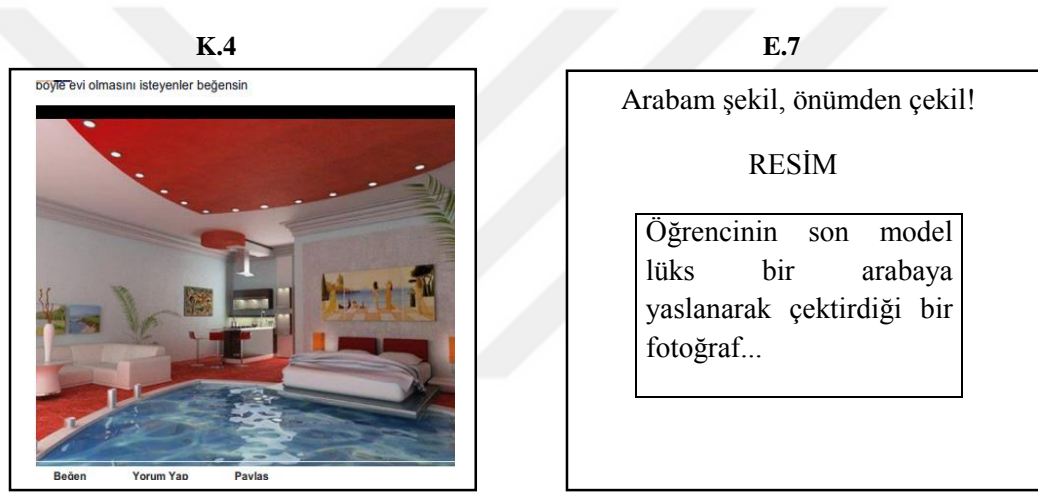 K.4
böyle evi olmasını isteyenler beğensin
Beğen Yorum Yap Paylaş
E.7
Arabam şekil, önümden çekil!
RESİM
Öğrencinin son model
lüks bir arabaya
yaslanarak çektirdiği bir
fotoğraf...